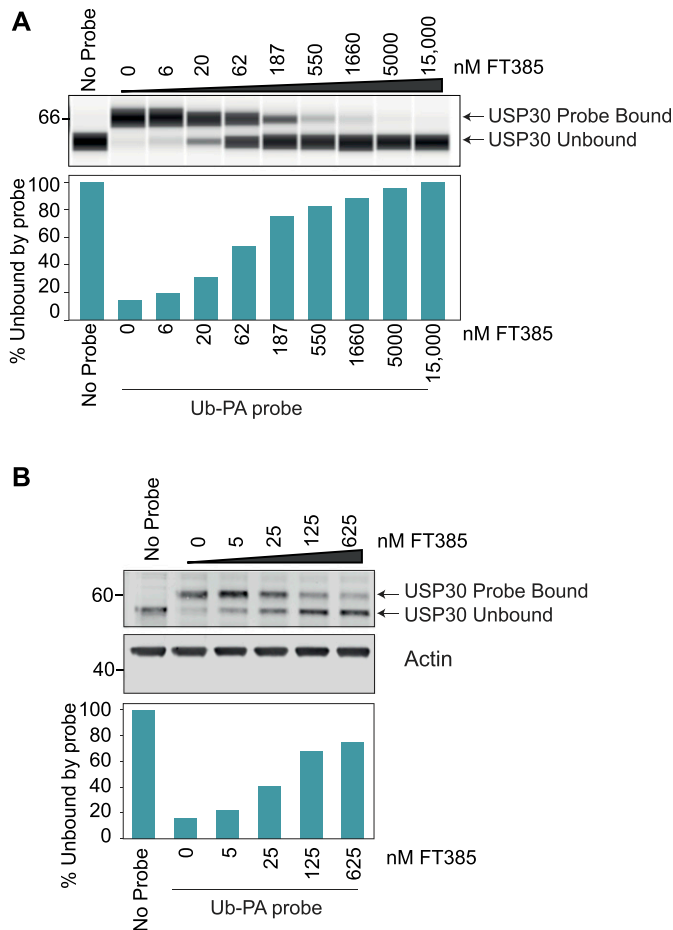 A
No Probe 0 6 20 62 187 550 1660 5000 15,000 nM FT385
66
USP30 Probe Bound
USP30 Unbound
% Unbound by probe
100
80
60
40
20
0
No Probe 0 6 20 62 187 550 1660 5000 15,000 nM FT385
Ub-PA probe
B
No Probe 0 5 25 125 625 nM FT385
60
USP30 Probe Bound
USP30 Unbound
40
Actin
% Unbound by probe
100
80
60
40
20
0
No Probe 0 5 25 125 625 nM FT385
Ub-PA probe